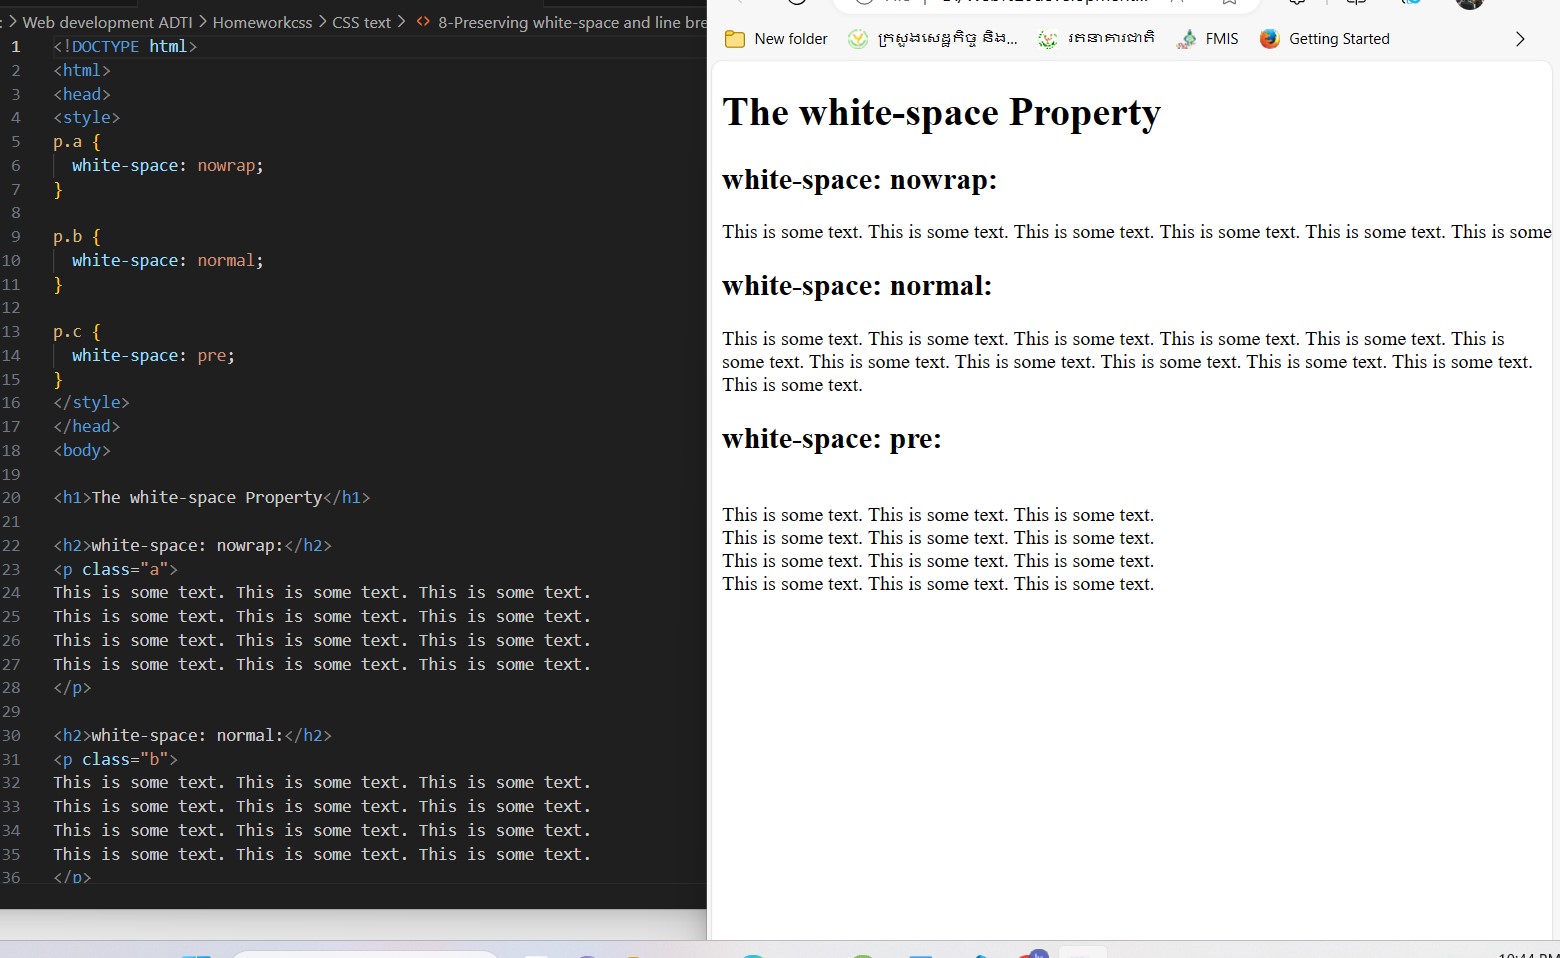 Web development ADTI > Homeworkcss > CSS text > <> 8-Preserving white-space and line bre
1 <!DOCTYPE html>
2 <html>
3 <head>
4 <style>
5 p.a {
6 white-space: nowrap;
7 }
8
9 p.b {
10 white-space: normal;
11 }
12
13 p.c {
14 white-space: pre;
15 }
16 </style>
17 </head>
18 <body>
19
20 <h1>The white-space Property</h1>
21
22 <h2>white-space: nowrap:</h2>
23 <p class="a">
24 This is some text. This is some text. This is some text.
25 This is some text. This is some text. This is some text.
26 This is some text. This is some text. This is some text.
27 This is some text. This is some text. This is some text.
28 </p>
29
30 <h2>white-space: normal:</h2>
31 <p class="b">
32 This is some text. This is some text. This is some text.
33 This is some text. This is some text. This is some text.
34 This is some text. This is some text. This is some text.
35 This is some text. This is some text. This is some text.
36 </p>
New folder ក្រសួងសេដ្ឋកិច្ច និង... រតនាគារជាតិ FMIS Getting Started
The white-space Property
white-space: nowrap:
This is some text. This is some text. This is some text. This is some text. This is some text. This is some
white-space: normal:
This is some text. This is some text. This is some text. This is some text. This is some text. This is
some text. This is some text. This is some text. This is some text. This is some text. This is some text.
This is some text.
white-space: pre:
This is some text. This is some text. This is some text.
This is some text. This is some text. This is some text.
This is some text. This is some text. This is some text.
This is some text. This is some text. This is some text.